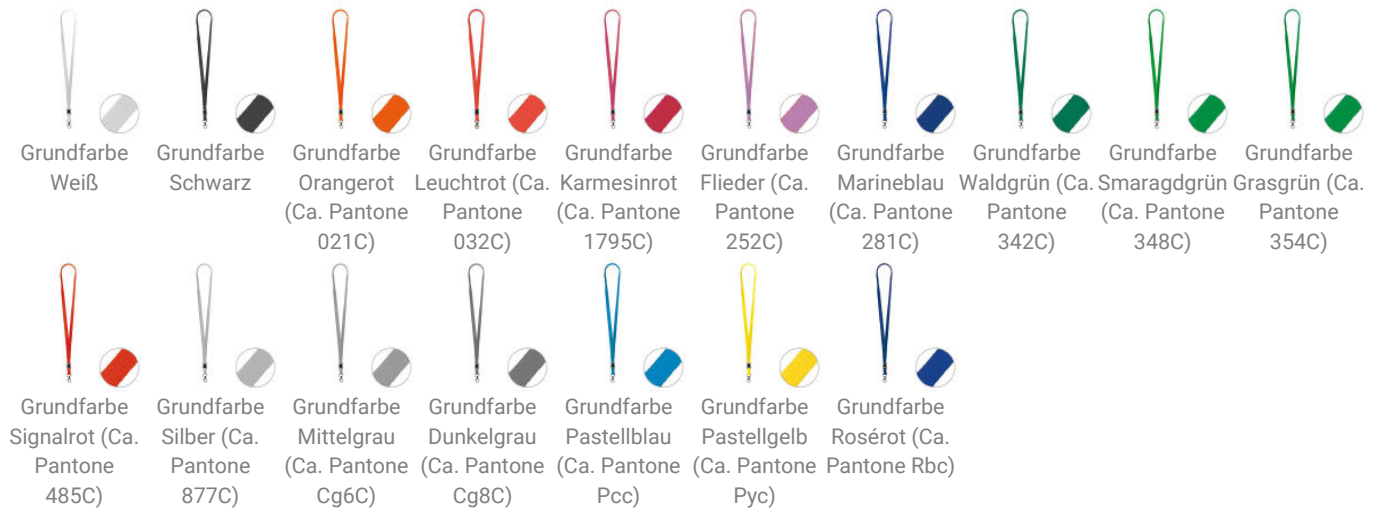 Grundfarbe
Weiß
Grundfarbe
Schwarz
Grundfarbe
Orangerot
(Ca. Pantone
021C)
Grundfarbe
Leuchtrot (Ca.
Pantone
032C)
Grundfarbe
Karmesinrot
(Ca. Pantone
1795C)
Grundfarbe
Flieder (Ca.
Pantone
252C)
Grundfarbe
Marineblau
(Ca. Pantone
281C)
Grundfarbe
Waldgrün (Ca.
Pantone
342C)
Grundfarbe
Smaragdgrün
(Ca. Pantone
348C)
Grundfarbe
Grasgrün (Ca.
Pantone
354C)
Grundfarbe
Signalrot (Ca.
Pantone
485C)
Grundfarbe
Silber (Ca.
Pantone
877C)
Grundfarbe
Mittelgrau
(Ca. Pantone
Cg6C)
Grundfarbe
Dunkelgrau
(Ca. Pantone
Cg8C)
Grundfarbe
Pastellblau
(Ca. Pantone
Pcc)
Grundfarbe
Pastellgelb
(Ca. Pantone
Pyc)
Grundfarbe
Rosérot (Ca.
Pantone Rbc)